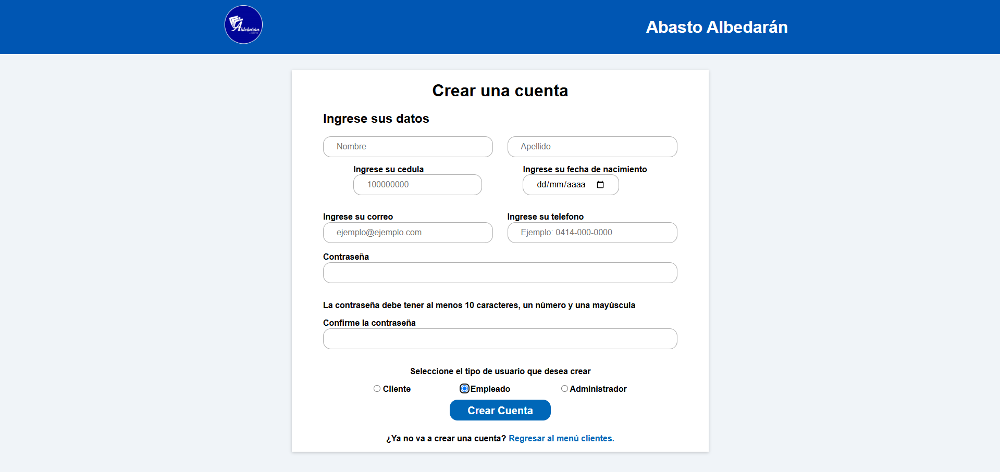 Aldebarán
Abasto Albedarán
Crear una cuenta
Ingrese sus datos
Nombre
Apellido
Ingrese su cedula
Ingrese su fecha de nacimiento
100000000
dd/mm/aaaa
Ingrese su correo
Ingrese su telefono
ejemplo@ejemplo.com
Ejemplo: 0414-000-0000
Contraseña
La contraseña debe tener al menos 10 caracteres, un número y una mayúscula
Confirme la contraseña
Seleccione el tipo de usuario que desea crear
Cliente
Empleado
Administrador
Crear Cuenta
¿Ya no va a crear una cuenta? Regresar al menú clientes.